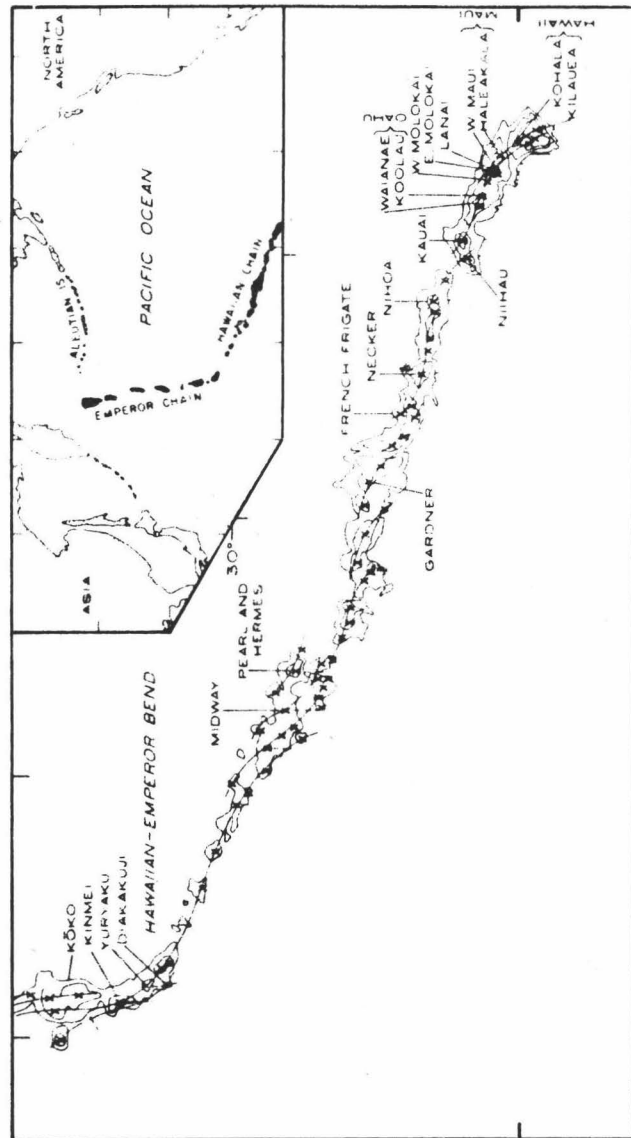 NORTH
AMERICA
PACIFIC OCEAN
ALEUTIAN IS
HAWAIIAN CHAIN
EMPEROR CHAIN
ASIA
30°
HAWAII
MAUI
KOHALA
KILAUEA
W MAUI
HALEAKALA
OAHU
WAIANAE
KOOLAU
W MOLOKAI
E. MOLOKAI
LANAI
KAUAI
NIIHAU
NIHOA
NECKER
FRENCH FRIGATE
GARDNER
PEARL AND
HERMES
MIDWAY
HAWAIIAN-EMPEROR BEND
KŌKO
KINMEI
YURYAKU
DIAKAKUJI